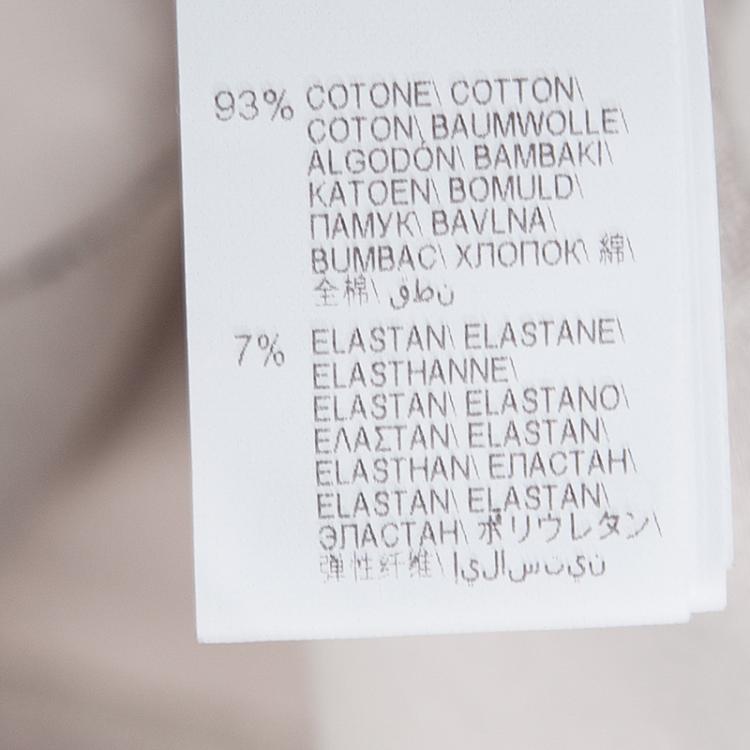 93% COTONE\ COTTON\
COTON\ BAUMWOLLE\
ALGODÓN\ BAMBAKI\
KATOEN\ BOMULD\
ПАМУК\ BAVLNA\
BUMBAC\ ХЛОПОК\ 綿\
全棉\ قطن
7% ELASTAN\ ELASTANE\
ELASTHANNE\
ELASTAN\ ELASTANO\
ΕΛΑΣΤΑΝ\ ELASTAN\
ELASTHAN\ ЕЛАСТАН\
ELASTAN\ ELASTAN\
ЭЛАСТАН\ ポリウレタン\
弹性纤维\ إيلاستين